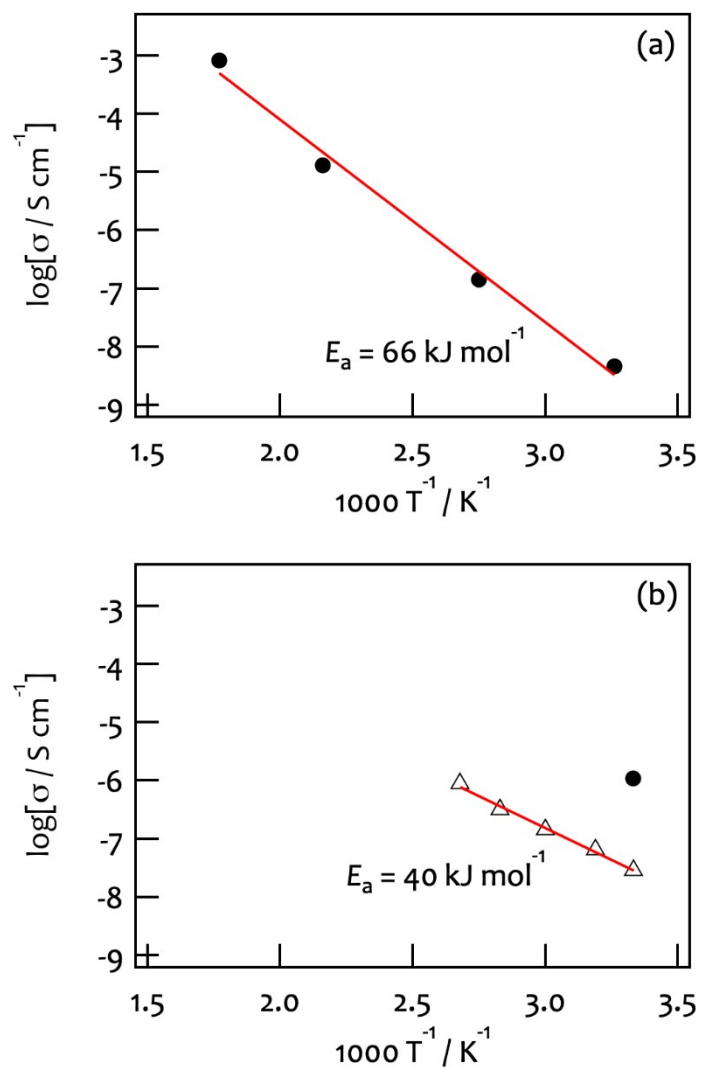 (a)
-3
-4
-5
-6
-7
-8
-9
log[σ / S cm⁻¹]
Eₐ = 66 kJ mol⁻¹
1.5 2.0 2.5 3.0 3.5
1000 T⁻¹ / K⁻¹
(b)
-3
-4
-5
-6
-7
-8
-9
log[σ / S cm⁻¹]
Eₐ = 40 kJ mol⁻¹
1.5 2.0 2.5 3.0 3.5
1000 T⁻¹ / K⁻¹